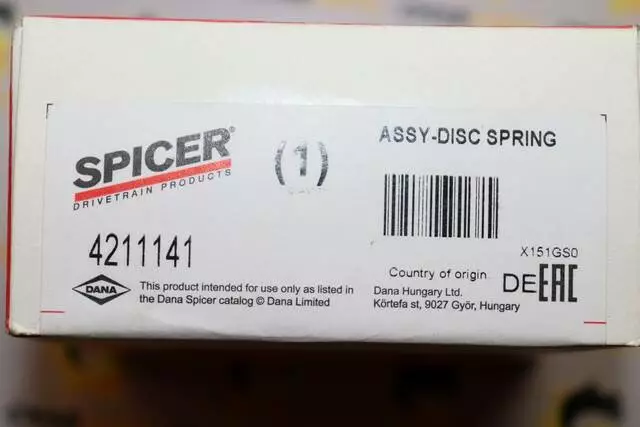 SPICER®
DRIVETRAIN PRODUCTS
(1)
ASSY-DISC SPRING
4211141
X151GS0
Country of origin DE EAC
DANA
This product intended for use only as listed in
the Dana Spicer catalog © Dana Limited
Dana Hungary Ltd.
Körtefa st, 9027 Györ, Hungary